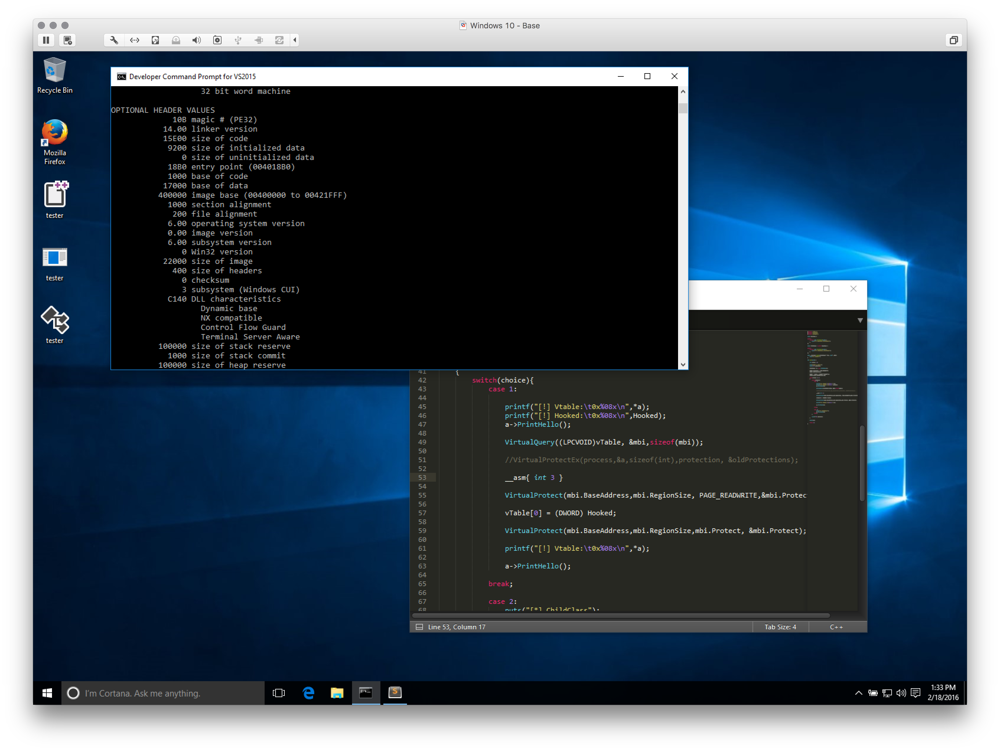 Windows 10 - Base
Recycle Bin
Mozilla
Firefox
tester
tester
tester
Developer Command Prompt for VS2015
32 bit word machine
OPTIONAL HEADER VALUES
10B magic # (PE32)
14.00 linker version
15E00 size of code
9200 size of initialized data
0 size of uninitialized data
18B0 entry point (004018B0)
1000 base of code
17000 base of data
400000 image base (00400000 to 00421FFF)
1000 section alignment
200 file alignment
6.00 operating system version
0.00 image version
6.00 subsystem version
0 Win32 version
22000 size of image
400 size of headers
0 checksum
3 subsystem (Windows CUI)
C140 DLL characteristics
Dynamic base
NX compatible
Control Flow Guard
Terminal Server Aware
100000 size of stack reserve
1000 size of stack commit
100000 size of heap reserve
41 {
42 switch(choice){
43 case 1:
44
45 printf("[!] Vtable:\t0x%08x\n",*a);
46 printf("[!] Hooked:\t0x%08x\n",Hooked);
47 a->PrintHello();
48
49 VirtualQuery((LPCVOID)vTable, &mbi,sizeof(mbi));
50
51 //VirtualProtectEx(process,&a,sizeof(int),protection, &oldProtections);
52
53 __asm{ int 3 }
54
55 VirtualProtect(mbi.BaseAddress,mbi.RegionSize, PAGE_READWRITE,&mbi.Protec
56
57 vTable[0] = (DWORD) Hooked;
58
59 VirtualProtect(mbi.BaseAddress,mbi.RegionSize,mbi.Protect, &mbi.Protect);
60
61 printf("[!] Vtable:\t0x%08x\n",*a);
62
63 a->PrintHello();
64
65 break;
66
67 case 2:
68 puts("[*] ChildClass");
Line 53, Column 17
Tab Size: 4
C++
I'm Cortana. Ask me anything.
1:33 PM
2/18/2016